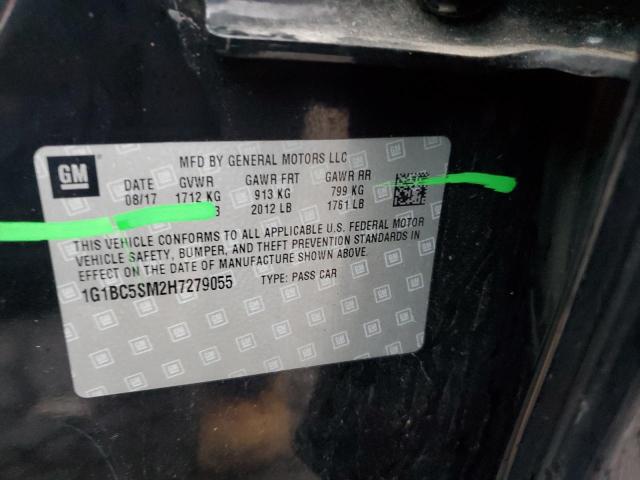 GM
MFD BY GENERAL MOTORS LLC
DATE GVWR GAWR FRT GAWR RR
08/17 1712 KG 913 KG 799 KG
2012 LB 1761 LB
THIS VEHICLE CONFORMS TO ALL APPLICABLE U.S. FEDERAL MOTOR
VEHICLE SAFETY, BUMPER, AND THEFT PREVENTION STANDARDS IN
EFFECT ON THE DATE OF MANUFACTURE SHOWN ABOVE.
1G1BC5SM2H7279055 TYPE: PASS CAR